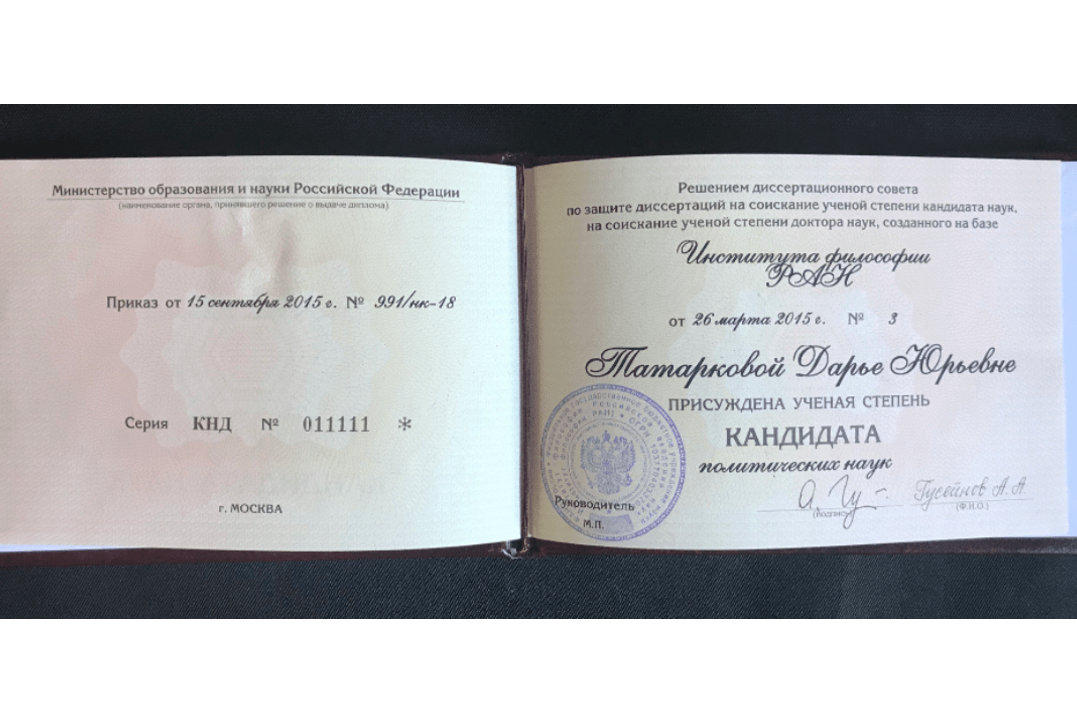 Министерство образования и науки Российской Федерации
(наименование органа, принявшего решение о выдаче диплома)
Приказ от 15 сентября 2015 г. № 991/нк-18
Серия КНД № 011111 *
г. МОСКВА
Решением диссертационного совета
по защите диссертаций на соискание ученой степени кандидата наук,
на соискание ученой степени доктора наук, созданного на базе
Института философии
РАН
от 26 марта 2015 г. № 3
Татарковой Дарье Юрьевне
ПРИСУЖДЕНА УЧЕНАЯ СТЕПЕНЬ
КАНДИДАТА
политических наук
Гусейнов А. А.
Руководитель
(подпись)
(Ф.И.О.)
М.П.